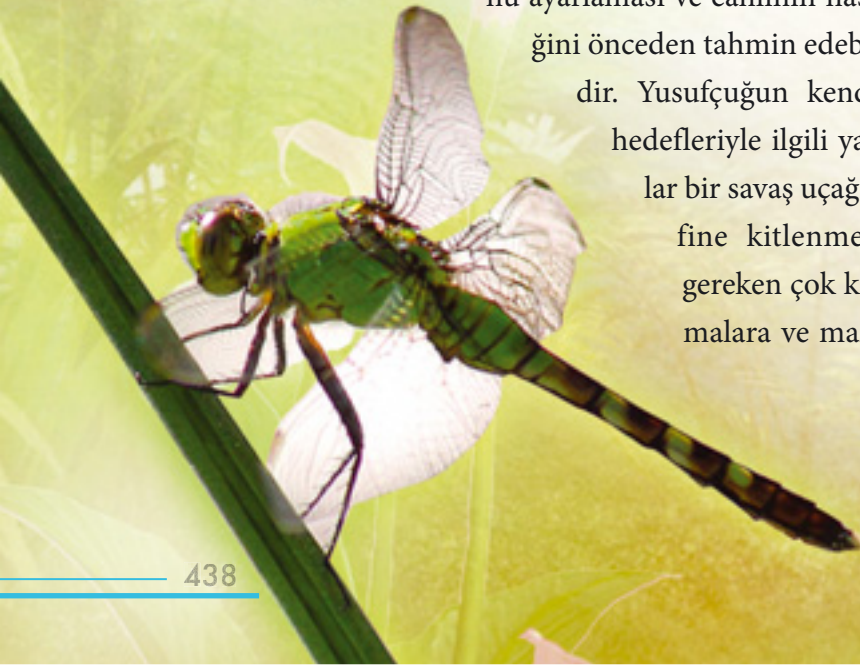 ğini önceden tahmin edeb
dir. Yusufçuğun kend
hedefleriyle ilgili ya
lar bir savaş uçağ
fine kitlenme
gereken çok k
malara ve ma
438